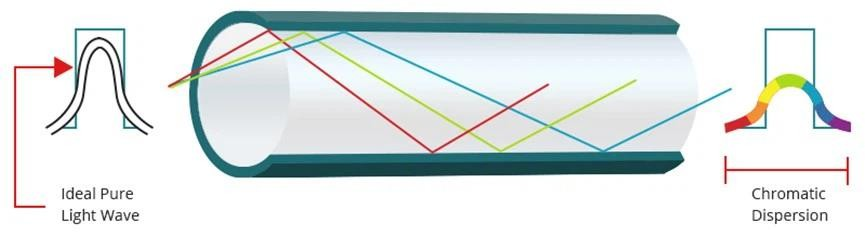 Ideal Pure
Light Wave
Chromatic
Dispersion